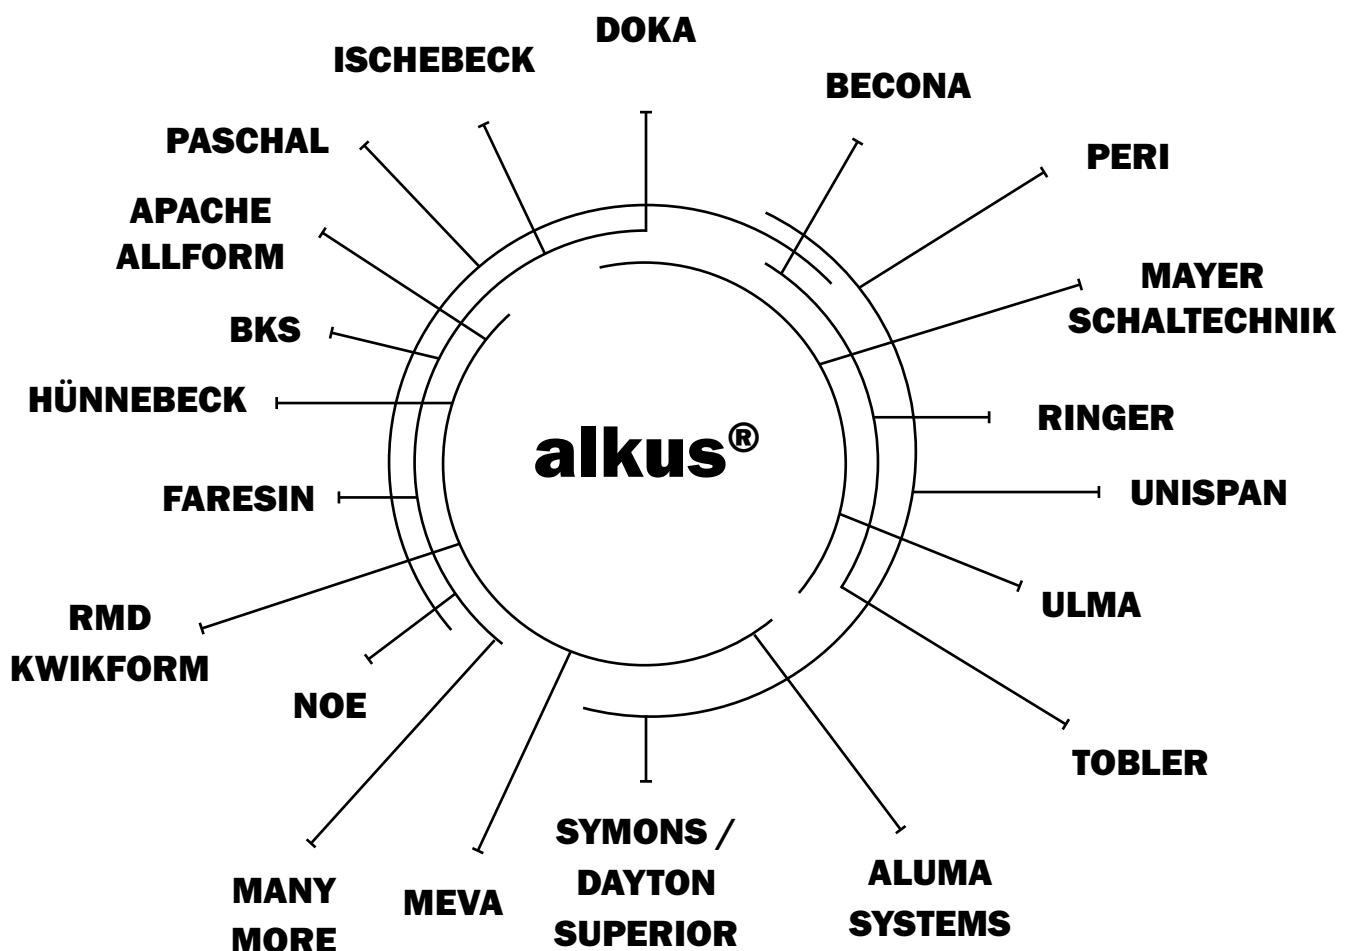 DOKA
ISCHEBECK
BECONA
PASCHAL
PERI
APACHE
ALLFORM
MAYER
SCHALTECHNIK
BKS
HÜNNEBECK
RINGER
alkus®
FARESIN
UNISPAN
ULMA
RMD
KWIKFORM
NOE
TOBLER
SYMONS /
DAYTON
SUPERIOR
ALUMA
SYSTEMS
MANY
MORE
MEVA